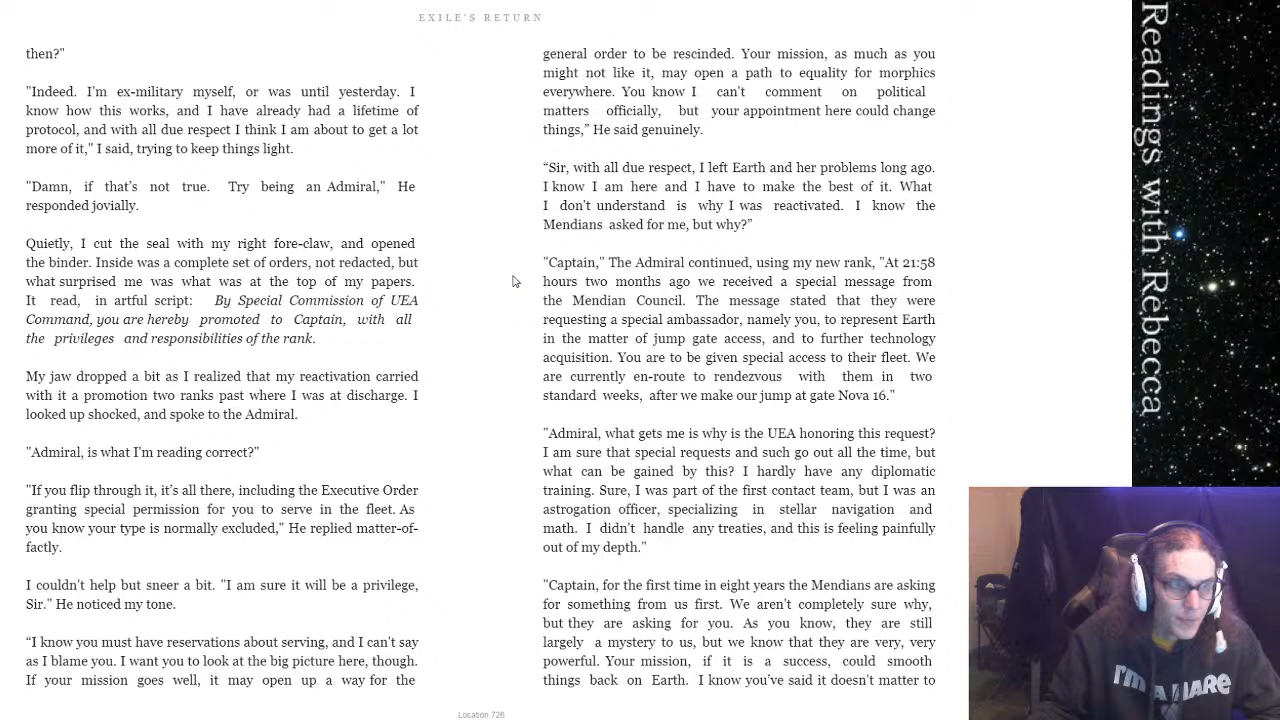 EXILE'S RETURN
then?"
"Indeed. I'm ex-military myself, or was until yesterday. I
know how this works, and I have already had a lifetime of
protocol, and with all due respect I think I am about to get a lot
more of it," I said, trying to keep things light.
"Damn, if that's not true. Try being an Admiral," He
responded jovially.
Quietly, I cut the seal with my right fore-claw, and opened
the binder. Inside was a complete set of orders, not redacted, but
what surprised me was what was at the top of my papers.
It read, in artful script: By Special Commission of UEA
Command, you are hereby promoted to Captain, with all
the privileges and responsibilities of the rank.
My jaw dropped a bit as I realized that my reactivation carried
with it a promotion two ranks past where I was at discharge. I
looked up shocked, and spoke to the Admiral.
"Admiral, is what I'm reading correct?"
"If you flip through it, it's all there, including the Executive Order
granting special permission for you to serve in the fleet. As
you know your type is normally excluded," He replied matter-of-
factly.
I couldn't help but sneer a bit. "I am sure it will be a privilege,
Sir." He noticed my tone.
“I know you must have reservations about serving, and I can't say
as I blame you. I want you to look at the big picture here, though.
If your mission goes well, it may open up a way for the
general order to be rescinded. Your mission, as much as you
might not like it, may open a path to equality for morphics
everywhere. You know I can't comment on political
matters officially, but your appointment here could change
things,” He said genuinely.
“Sir, with all due respect, I left Earth and her problems long ago.
I know I am here and I have to make the best of it. What
I don't understand is why I was reactivated. I know the
Mendians asked for me, but why?”
"Captain," The Admiral continued, using my new rank, "At 21:58
hours two months ago we received a special message from
the Mendian Council. The message stated that they were
requesting a special ambassador, namely you, to represent Earth
in the matter of jump gate access, and to further technology
acquisition. You are to be given special access to their fleet. We
are currently en-route to rendezvous with them in two
standard weeks, after we make our jump at gate Nova 16."
"Admiral, what gets me is why is the UEA honoring this request?
I am sure that special requests and such go out all the time, but
what can be gained by this? I hardly have any diplomatic
training. Sure, I was part of the first contact team, but I was an
astrogation officer, specializing in stellar navigation and
math. I didn't handle any treaties, and this is feeling painfully
out of my depth."
"Captain, for the first time in eight years the Mendians are asking
for something from us first. We aren't completely sure why,
but they are asking for you. As you know, they are still
largely a mystery to us, but we know that they are very, very
powerful. Your mission, if it is a success, could smooth
things back on Earth. I know you've said it doesn't matter to
Location 726
Readings with Rebecca
I'm A